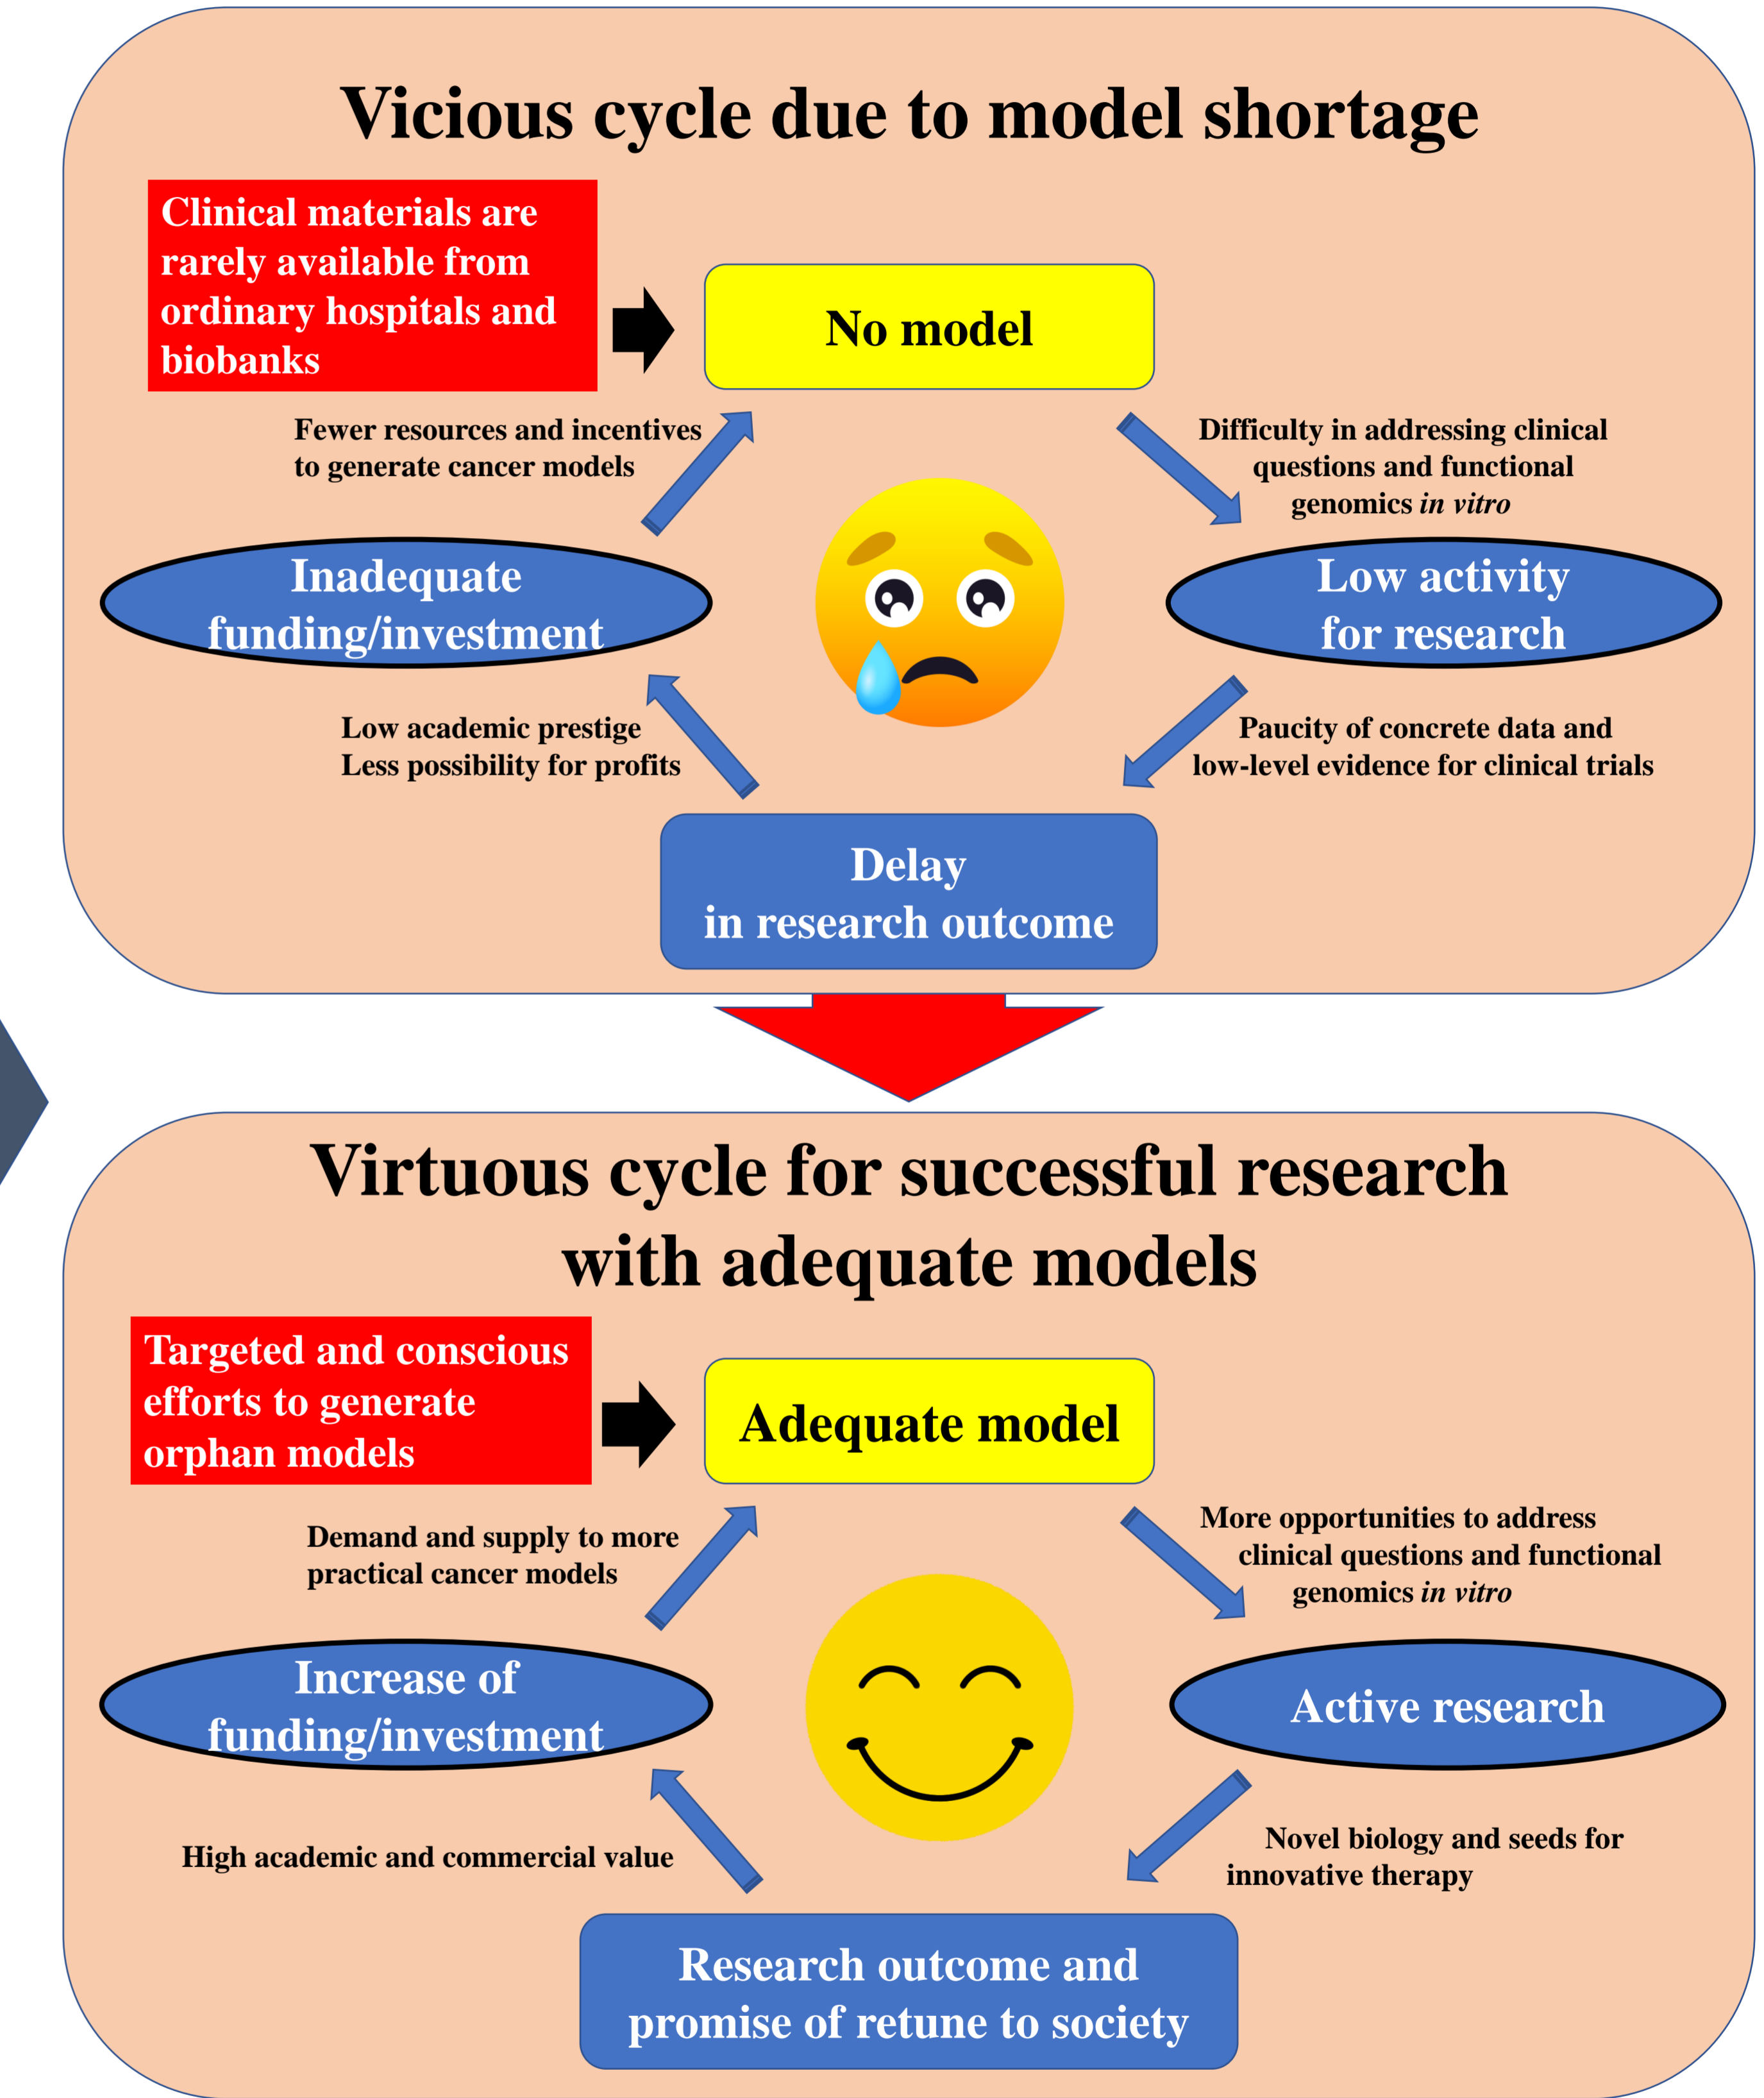 Vicious cycle due to model shortage
Clinical materials are
rarely available from
ordinary hospitals and
biobanks
No model
Fewer resources and incentives
to generate cancer models
Difficulty in addressing clinical
questions and functional
genomics in vitro
Inadequate
funding/investment
Low activity
for research
Low academic prestige
Less possibility for profits
Paucity of concrete data and
low-level evidence for clinical trials
Delay
in research outcome
Virtuous cycle for successful research
with adequate models
Targeted and conscious
efforts to generate
orphan models
Adequate model
Demand and supply to more
practical cancer models
More opportunities to address
clinical questions and functional
genomics in vitro
Increase of
funding/investment
Active research
High academic and commercial value
Novel biology and seeds for
innovative therapy
Research outcome and
promise of retune to society